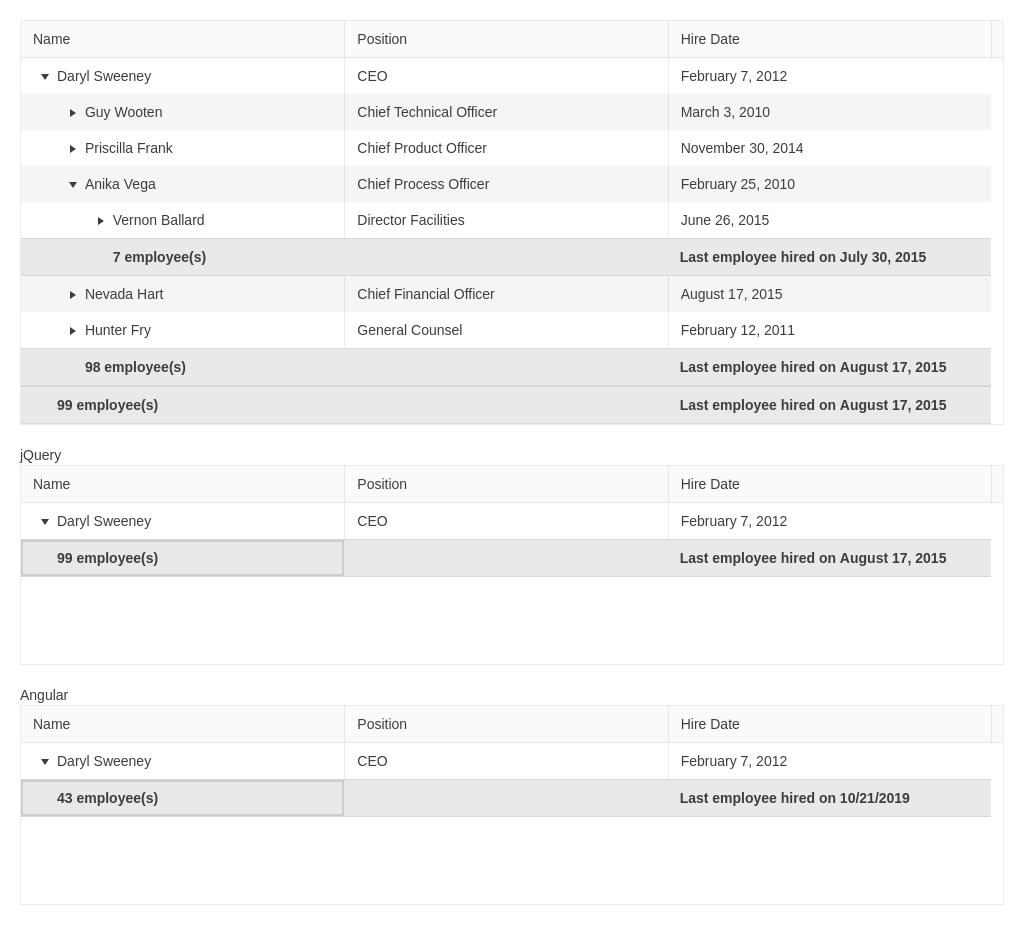 Name Position Hire Date
Daryl Sweeney CEO February 7, 2012
Guy Wooten Chief Technical Officer March 3, 2010
Priscilla Frank Chief Product Officer November 30, 2014
Anika Vega Chief Process Officer February 25, 2010
Vernon Ballard Director Facilities June 26, 2015
7 employee(s) Last employee hired on July 30, 2015
Nevada Hart Chief Financial Officer August 17, 2015
Hunter Fry General Counsel February 12, 2011
98 employee(s) Last employee hired on August 17, 2015
99 employee(s) Last employee hired on August 17, 2015
jQuery
Name Position Hire Date
Daryl Sweeney CEO February 7, 2012
99 employee(s) Last employee hired on August 17, 2015
Angular
Name Position Hire Date
Daryl Sweeney CEO February 7, 2012
43 employee(s) Last employee hired on 10/21/2019